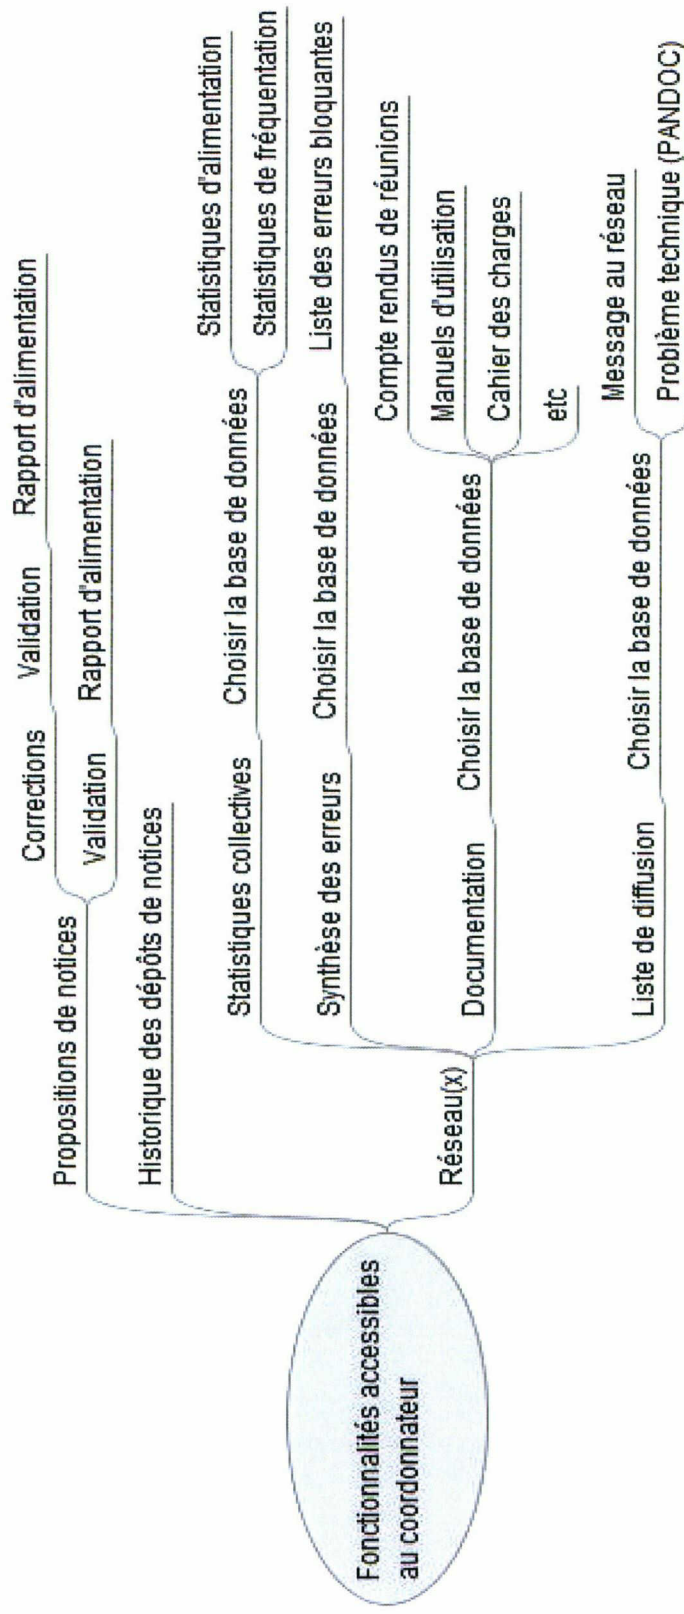 Fonctionnalités accessibles
au coordonnateur
Propositions de notices
Corrections
Validation
Rapport d'alimentation
Validation
Rapport d'alimentation
Historique des dépôts de notices
Réseau(x)
Statistiques collectives
Choisir la base de données
Statistiques d'alimentation
Statistiques de fréquentation
Synthèse des erreurs
Choisir la base de données
Liste des erreurs bloquantes
Documentation
Choisir la base de données
Compte rendus de réunions
Manuels d'utilisation
Cahier des charges
etc
Liste de diffusion
Choisir la base de données
Message au réseau
Problème technique (PANDOC)